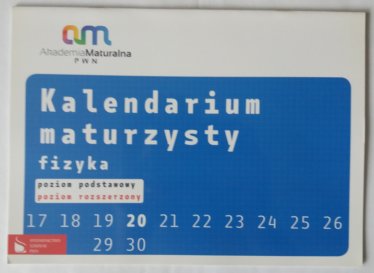 am
AkademiaMaturalna
PWN
Kalendarium
maturzysty
fizyka
poziom podstawowy
poziom rozszerzony
17 18 19 20 21 22 23 24 25 26
29 30